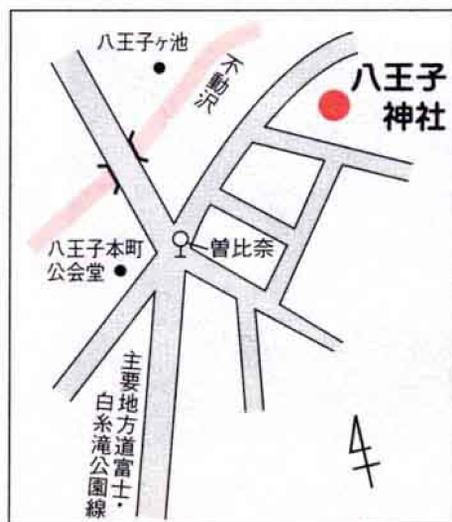 八王子ヶ池
不動沢
八王子
神社
曽比奈
八王子本町
公会堂
主要地方道富士・
白糸滝公園線